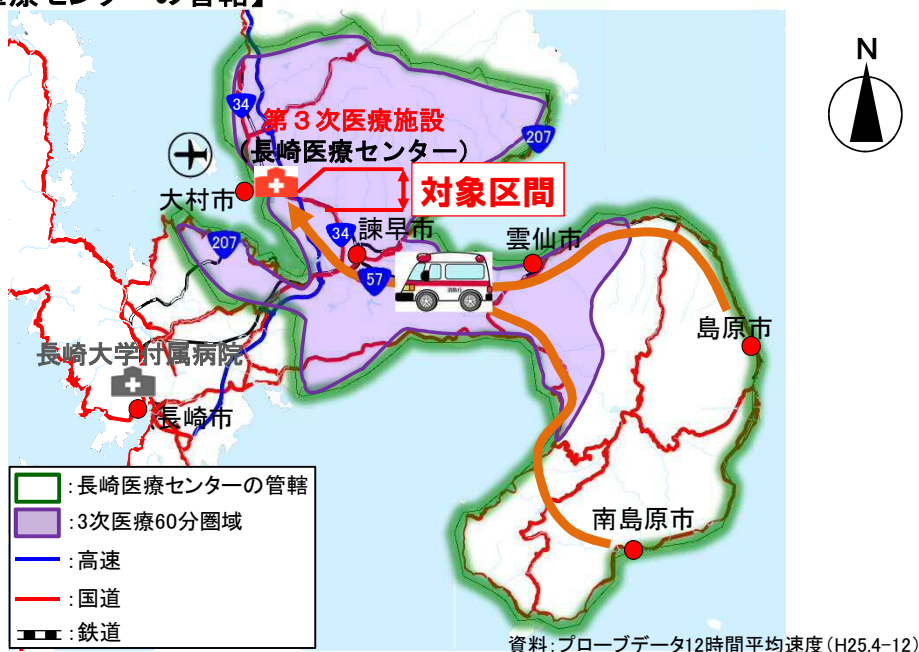 療センターの管轄】
N
34
第3次医療施設
(長崎医療センター)
207
対象区間
大村市
34
諫早市
雲仙市
207
57
島原市
長崎大学付属病院
長崎市
南島原市
:長崎医療センターの管轄
:3次医療60分圏域
:高速
:国道
:鉄道
資料:プローブデータ12時間平均速度(H25.4-12)